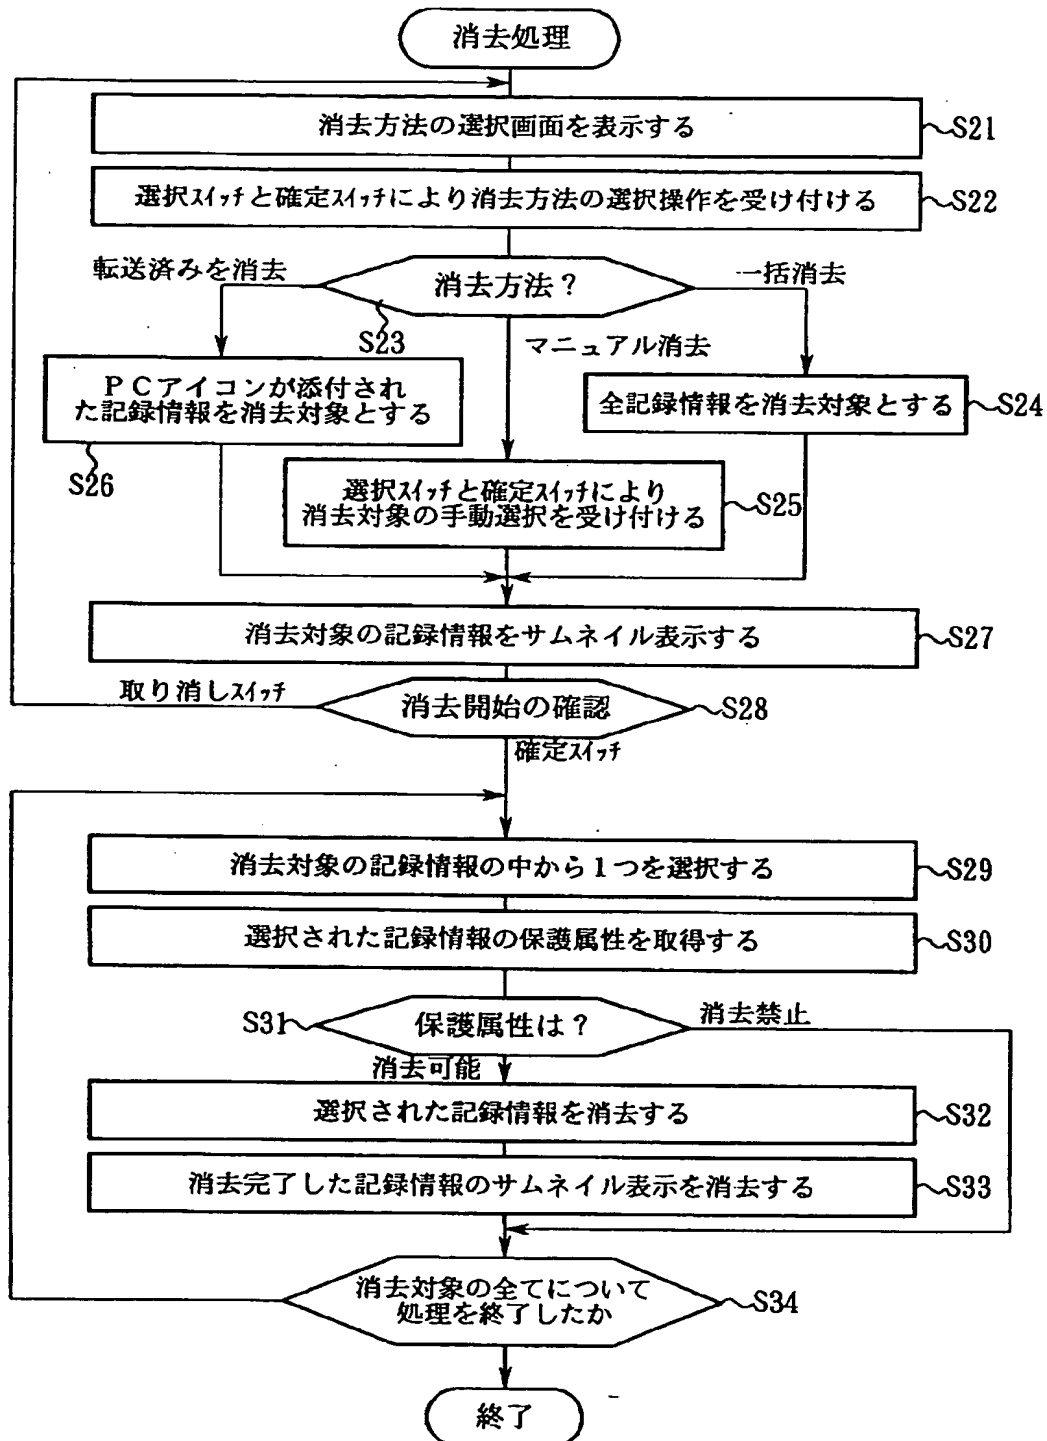 消去処理
消去方法の選択画面を表示する
S21
選択ｽｲｯﾁと確定ｽｲｯﾁにより消去方法の選択操作を受け付ける
S22
転送済みを消去
消去方法？
一括消去
S23
マニュアル消去
ＰＣアイコンが添付され
た記録情報を消去対象とする
S26
全記録情報を消去対象とする
S24
選択ｽｲｯﾁと確定ｽｲｯﾁにより
消去対象の手動選択を受け付ける
S25
消去対象の記録情報をサムネイル表示する
S27
取り消しｽｲｯﾁ
消去開始の確認
S28
確定ｽｲｯﾁ
消去対象の記録情報の中から１つを選択する
S29
選択された記録情報の保護属性を取得する
S30
S31
保護属性は？
消去禁止
消去可能
選択された記録情報を消去する
S32
消去完了した記録情報のサムネイル表示を消去する
S33
消去対象の全てについて
処理を終了したか
S34
終了